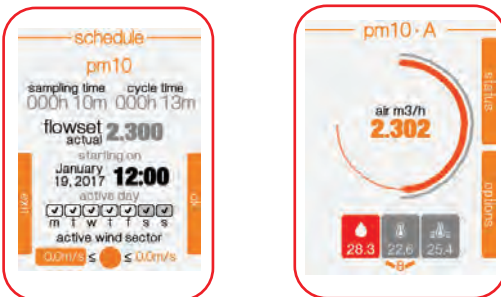 schedule
pm10
sampling time cycle time
000h 10m 000h 13m
flowset 2.300
actual
starting on
January
19, 2017 12:00
active day
m t w t f s s
active wind sector
0.0m/s ≤ ≤ 0.0m/s
exit
ok
pm10 · A
status
air m3/h
2.302
options
28.3 22.6 25.4
B